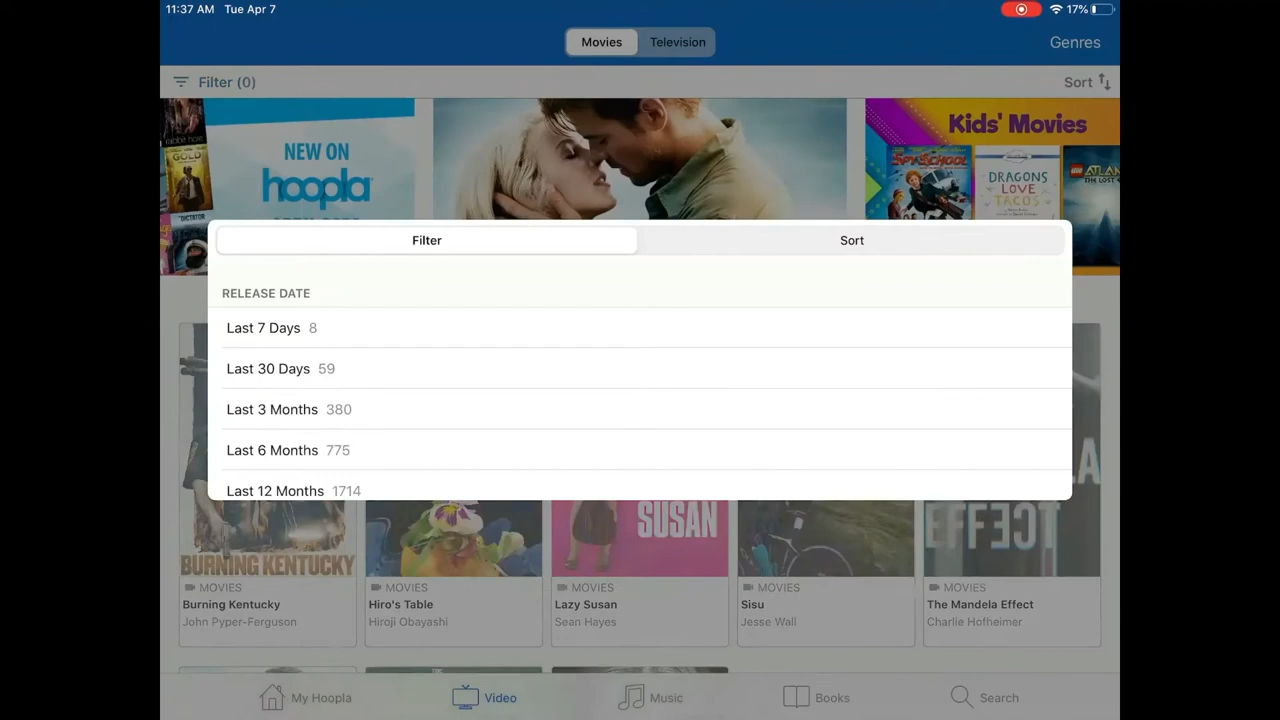 11:37 AM Tue Apr 7
17%
Movies
Television
Genres
Filter (0)
Sort
GOLD
DICTATOR
NEW ON
hoopla
Kids' Movies
SPY SCHOOL
DRAGONS
LOVE
TACOS
LEGO
Filter
Sort
RELEASE DATE
Last 7 Days 8
Last 30 Days 59
Last 3 Months 380
Last 6 Months 775
Last 12 Months 1714
BURNING KENTUCKY
SUSAN
EFFECT
MOVIES
Burning Kentucky
John Pyper-Ferguson
MOVIES
Hiro's Table
Hiroji Obayashi
MOVIES
Lazy Susan
Sean Hayes
MOVIES
Sisu
Jesse Wall
MOVIES
The Mandela Effect
Charlie Hofheimer
My Hoopla
Video
Music
Books
Search